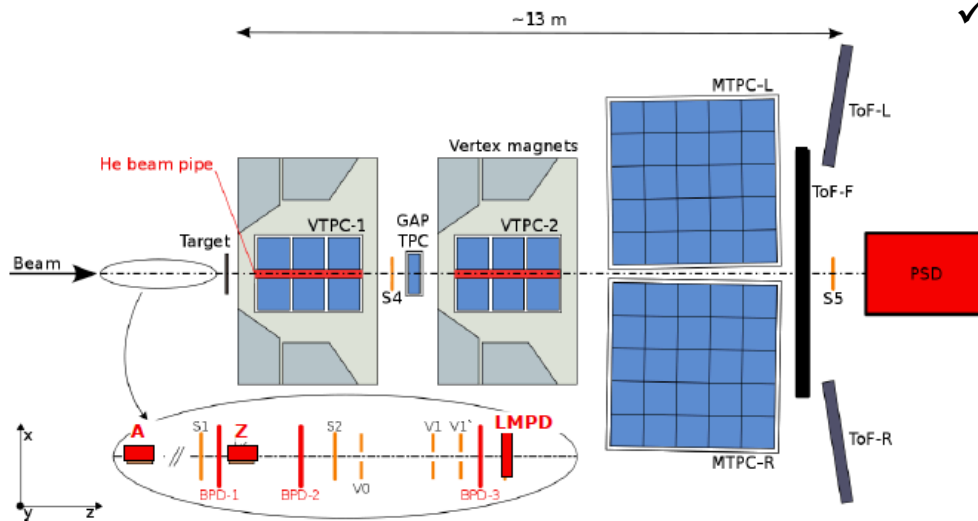 ~13 m
✓
MTPC-L
ToF-L
Vertex magnets
He beam pipe
ToF-F
VTPC-1
GAP
TPC
VTPC-2
Target
Beam
S4
S5
PSD
A
S1
Z
S2
V1
V1`
LMPD
x
y
z
BPD-1
BPD-2
V0
BPD-3
MTPC-R
ToF-R